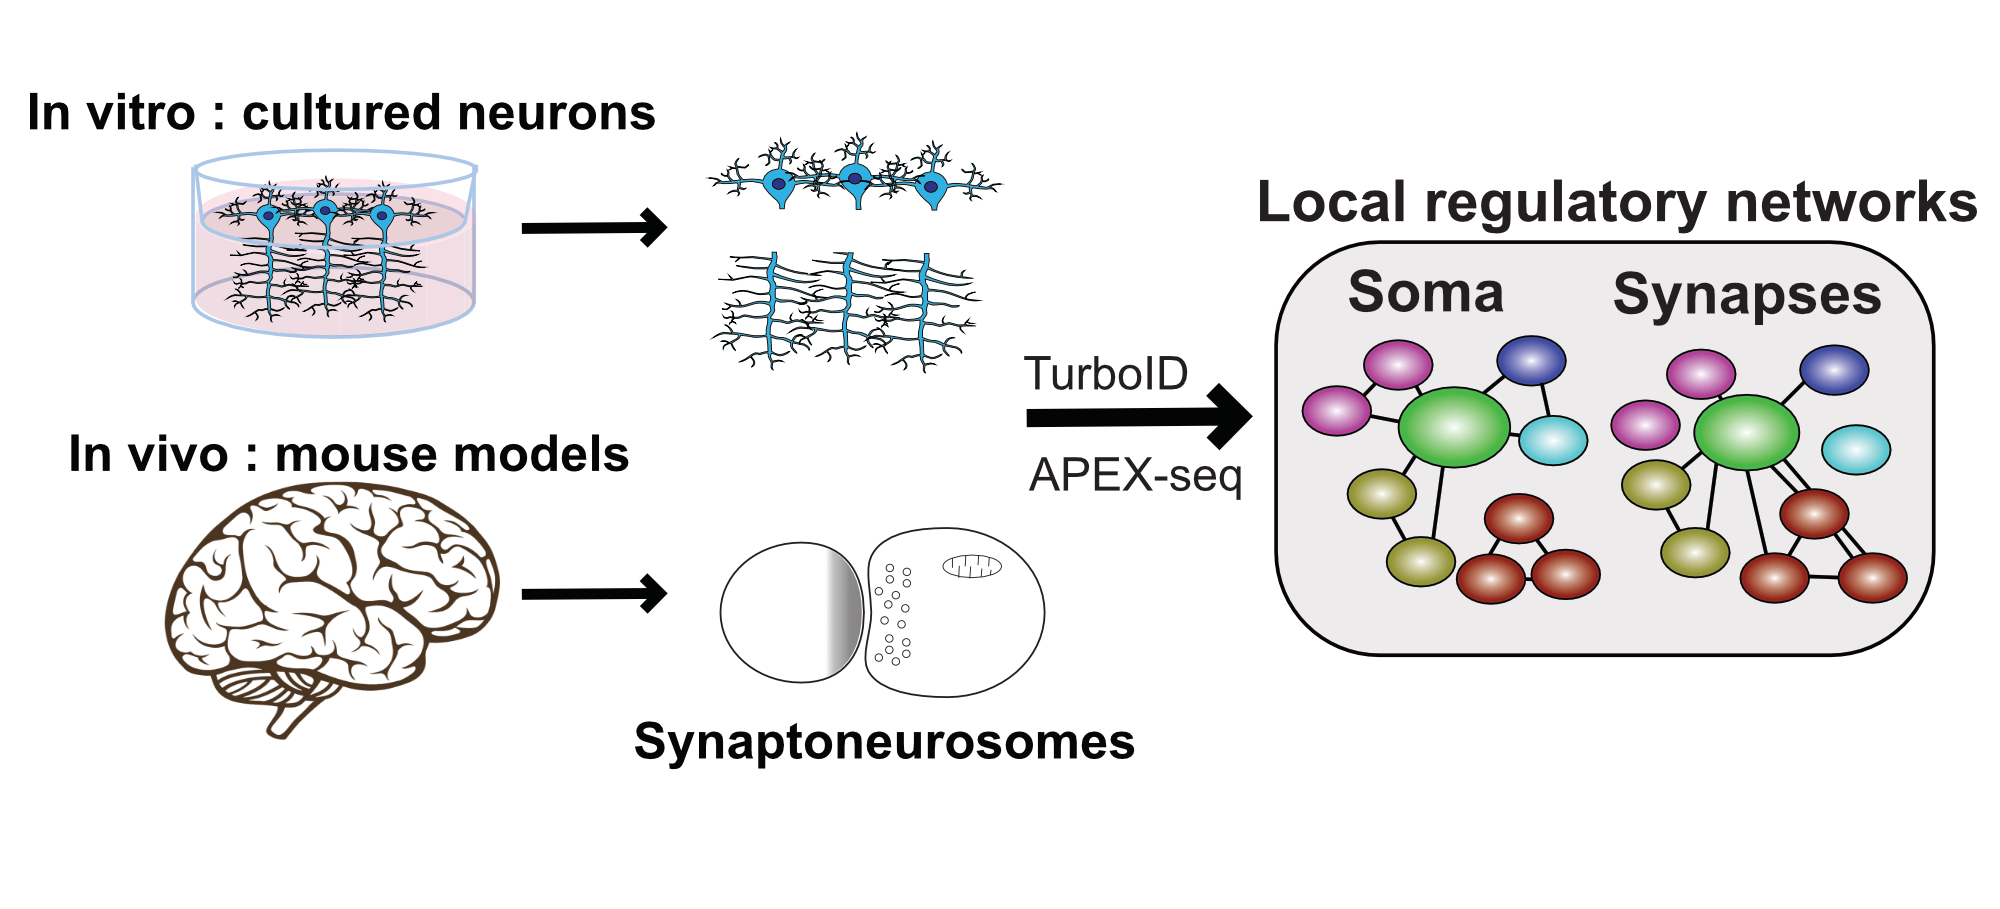 In vitro : cultured neurons
In vivo : mouse models
Synaptoneurosomes
TurboID
APEX-seq
Local regulatory networks
Soma
Synapses